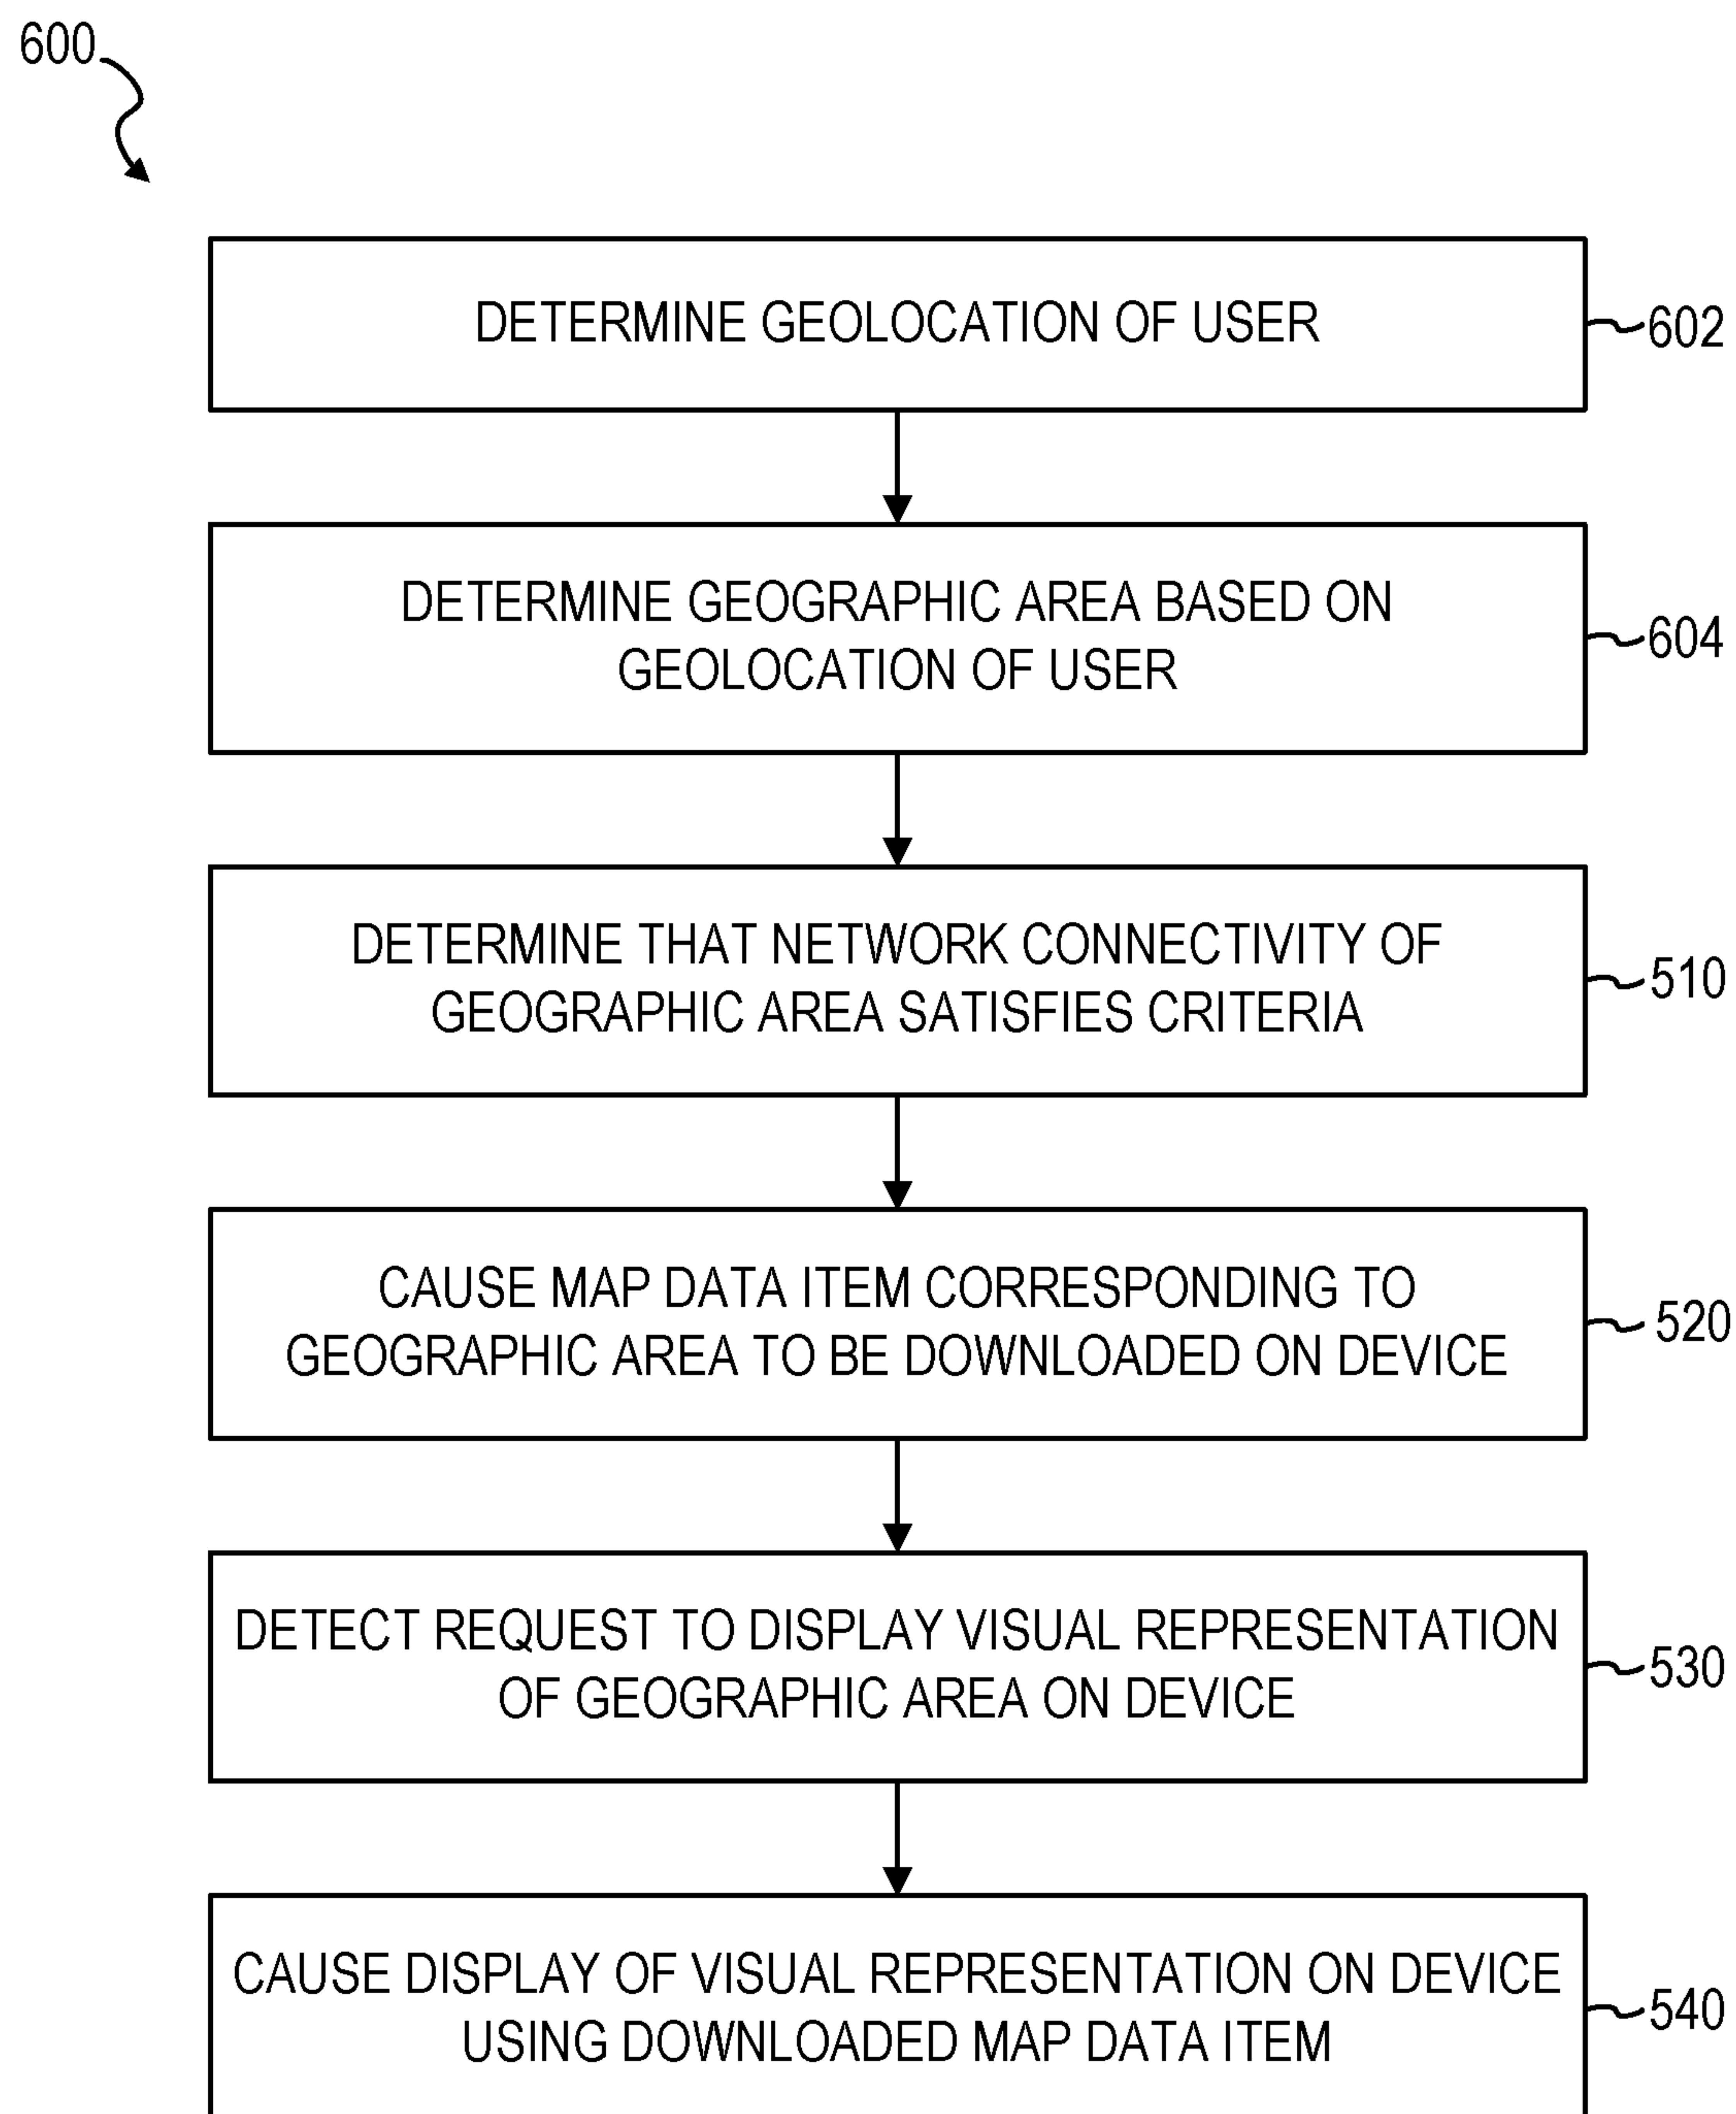 600
DETERMINE GEOLOCATION OF USER
602
DETERMINE GEOGRAPHIC AREA BASED ON
GEOLOCATION OF USER
604
DETERMINE THAT NETWORK CONNECTIVITY OF
GEOGRAPHIC AREA SATISFIES CRITERIA
510
CAUSE MAP DATA ITEM CORRESPONDING TO
GEOGRAPHIC AREA TO BE DOWNLOADED ON DEVICE
520
DETECT REQUEST TO DISPLAY VISUAL REPRESENTATION
OF GEOGRAPHIC AREA ON DEVICE
530
CAUSE DISPLAY OF VISUAL REPRESENTATION ON DEVICE
USING DOWNLOADED MAP DATA ITEM
540